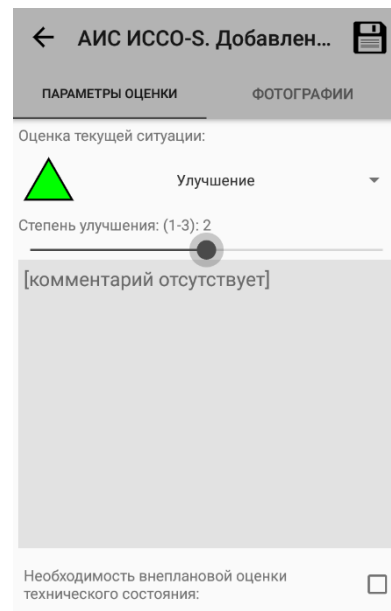 АИС ИССО-S. Добавлен...
ПАРАМЕТРЫ ОЦЕНКИ ФОТОГРАФИИ
Оценка текущей ситуации:
Улучшение
Степень улучшения: (1-3): 2
[комментарий отсутствует]
Необходимость внеплановой оценки
технического состояния: